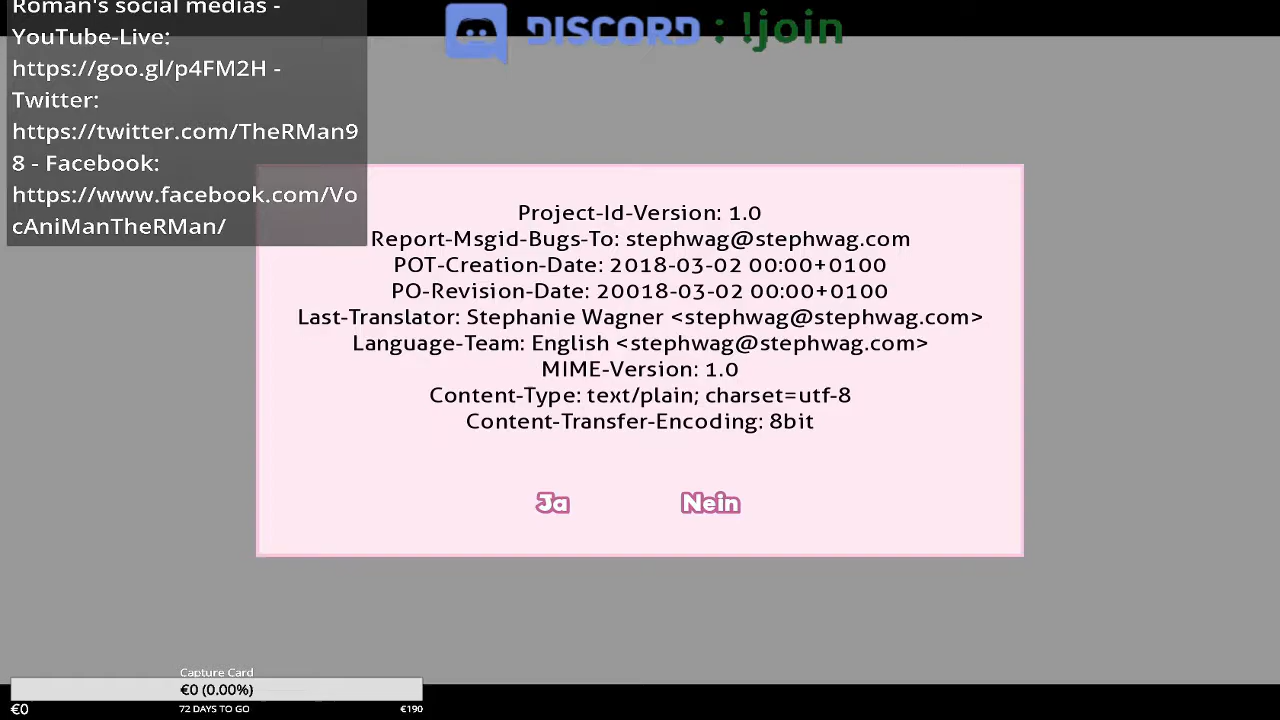 Roman's social medias -
YouTube-Live:
https://goo.gl/p4FM2H -
Twitter:
https://twitter.com/TheRMan9
8 - Facebook:
https://www.facebook.com/Vo
cAniManTheRMan/
DISCORD : !join
Project-Id-Version: 1.0
Report-Msgid-Bugs-To: stephwag@stephwag.com
POT-Creation-Date: 2018-03-02 00:00+0100
PO-Revision-Date: 20018-03-02 00:00+0100
Last-Translator: Stephanie Wagner <stephwag@stephwag.com>
Language-Team: English <stephwag@stephwag.com>
MIME-Version: 1.0
Content-Type: text/plain; charset=utf-8
Content-Transfer-Encoding: 8bit
Ja Nein
Capture Card
€0 (0.00%)
€0 72 DAYS TO GO €190